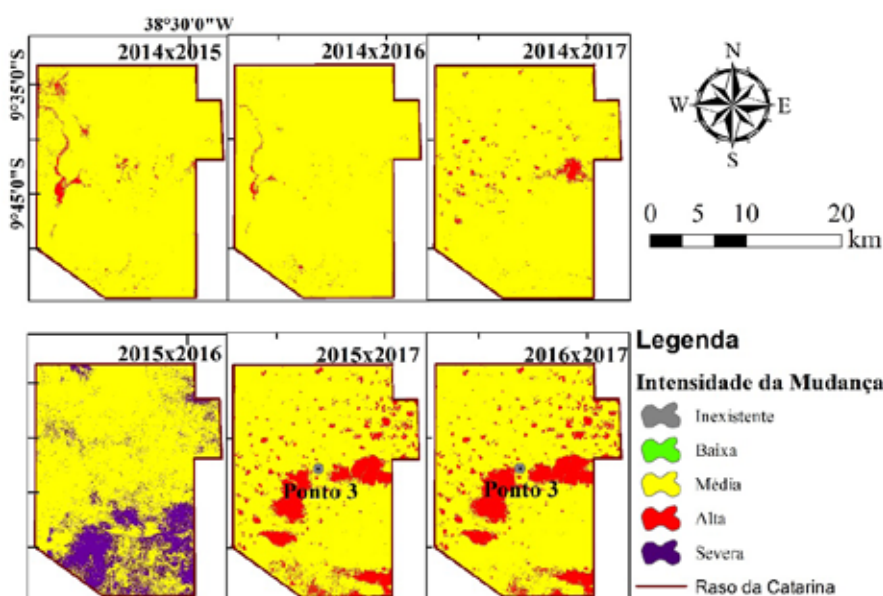 38°30'0"W
2014x2015
2014x2016
2014x2017
9°35'0"S
9°45'0"S
N
W
E
S
0 5 10 20
km
2015x2016
2015x2017
2016x2017
Ponto 3
Ponto 3
Legenda
Intensidade da Mudança
Inexistente
Baixa
Média
Alta
Severa
Raso da Catarina